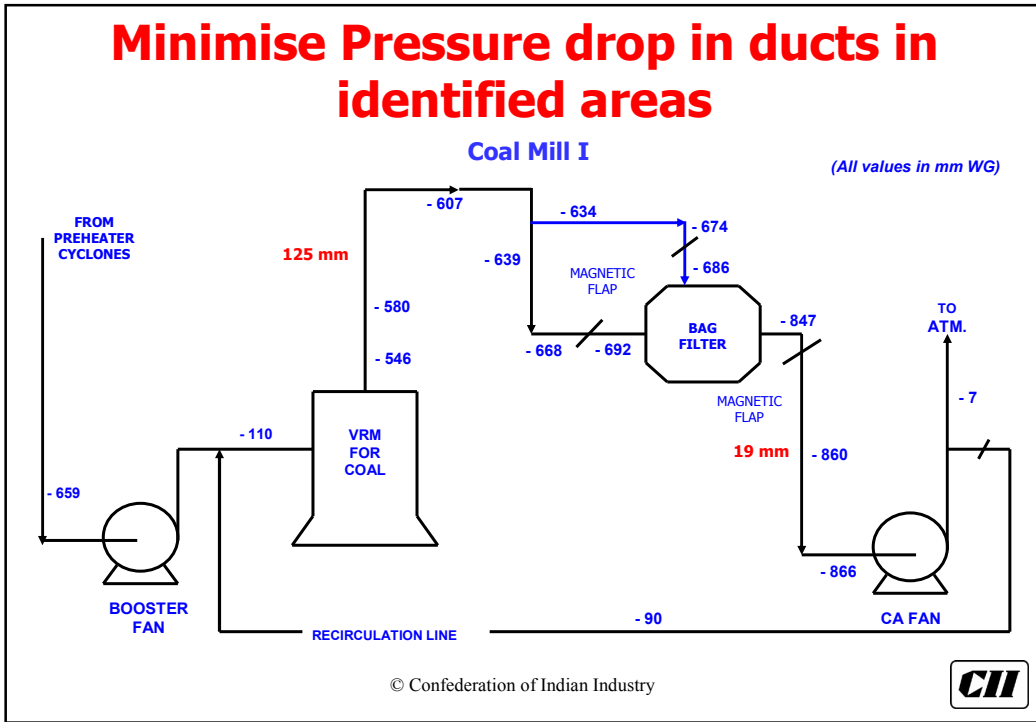 Minimise Pressure drop in ducts in
identified areas
Coal Mill I
(All values in mm WG)
FROM
PREHEATER
CYCLONES
- 607
- 634
- 674
125 mm
- 639
MAGNETIC
FLAP
- 686
- 580
- 546
- 668
- 692
BAG
FILTER
- 847
TO
ATM.
MAGNETIC
FLAP
- 7
- 110
VRM
FOR
COAL
19 mm
- 860
- 659
- 866
BOOSTER
FAN
CA FAN
RECIRCULATION LINE
- 90
© Confederation of Indian Industry
CII